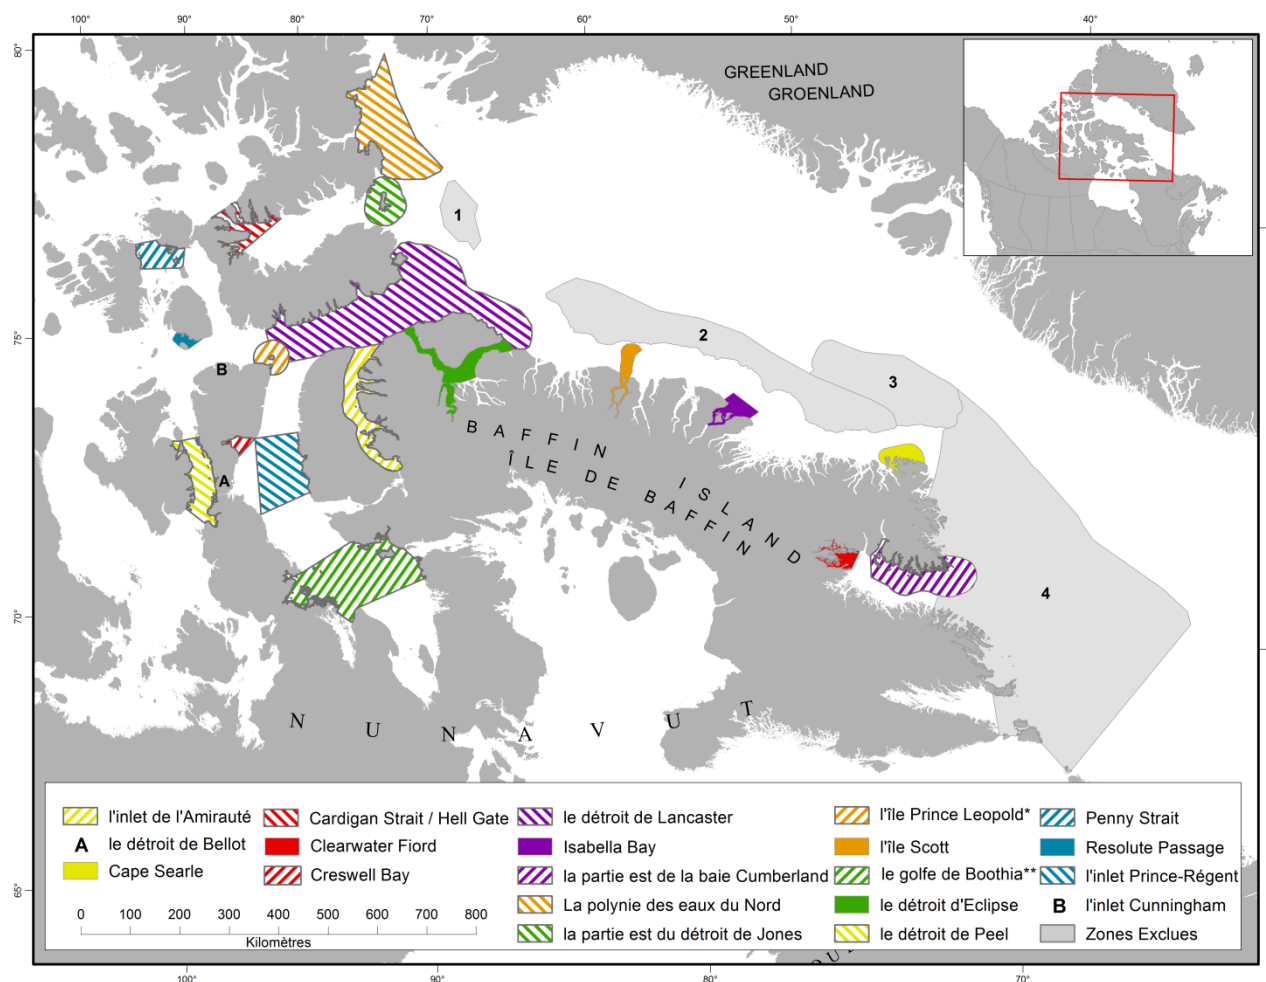 100° 90° 80° 70° 60° 50° 40°
80°
GREENLAND
GROENLAND
1
75°
2
B
3
BAFFIN ISLAND
ÎLE DE BAFFIN
A
4
70°
NUNAVUT
65°
l'inlet de l'Amirauté
A le détroit de Bellot
Cape Searle
Cardigan Strait / Hell Gate
Clearwater Fiord
Creswell Bay
le détroit de Lancaster
Isabella Bay
la partie est de la baie Cumberland
La polynie des eaux du Nord
la partie est du détroit de Jones
l'île Prince Leopold*
l'île Scott
le golfe de Boothia**
le détroit d'Eclipse
le détroit de Peel
Penny Strait
Resolute Passage
l'inlet Prince-Régent
B l'inlet Cunningham
Zones Exclues
0 100 200 300 400 500 600 700 800
Kilomètres
100° 90° 80° 70°